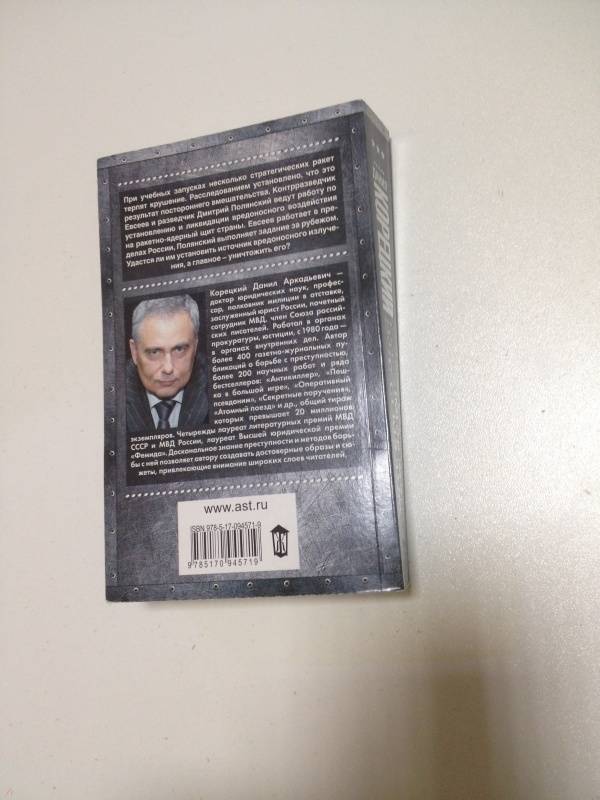 При учебных запусках несколько стратегических ракет
терпят крушение. Расследованием установлено, что это
результат постороннего вмешательства. Контрразведчик
Евсеев и разведчик Дмитрий Полянский ведут работу по
установлению и ликвидации вредоносного воздействия
на ракетно-ядерный щит страны. Евсеев работает в пре-
делах России, Полянский выполняет задание за рубежом.
Удастся ли им установить источник вредоносного излуче-
ния, а главное – уничтожить его?
Корецкий Данил Аркадьевич —
доктор юридических наук, профес-
сор, полковник милиции в отставке,
заслуженный юрист России, почетный
сотрудник МВД, член Союза россий-
ских писателей. Работал в органах
прокуратуры, юстиции, с 1980 года —
в органах внутренних дел. Автор
более 400 газетно-журнальных пу-
бликаций о борьбе с преступностью,
более 200 научных работ и ряда
бестселлеров: «Антикиллер», «Пеш-
ка в большой игре», «Оперативный
псевдоним», «Секретные поручения»,
«Атомный поезд» и др., общий тираж
которых превышает 20 миллионов
экземпляров. Четырежды лауреат литературных премий МВД
СССР и МВД России, лауреат Высшей юридической премии
«Фемида». Доскональное знание преступности и методов борь-
бы с ней позволяет автору создавать достоверные образы и сю-
жеты, привлекающие внимание широких слоев читателей.
www.ast.ru
ISBN 978-5-17-094571-9
9 785170 945719